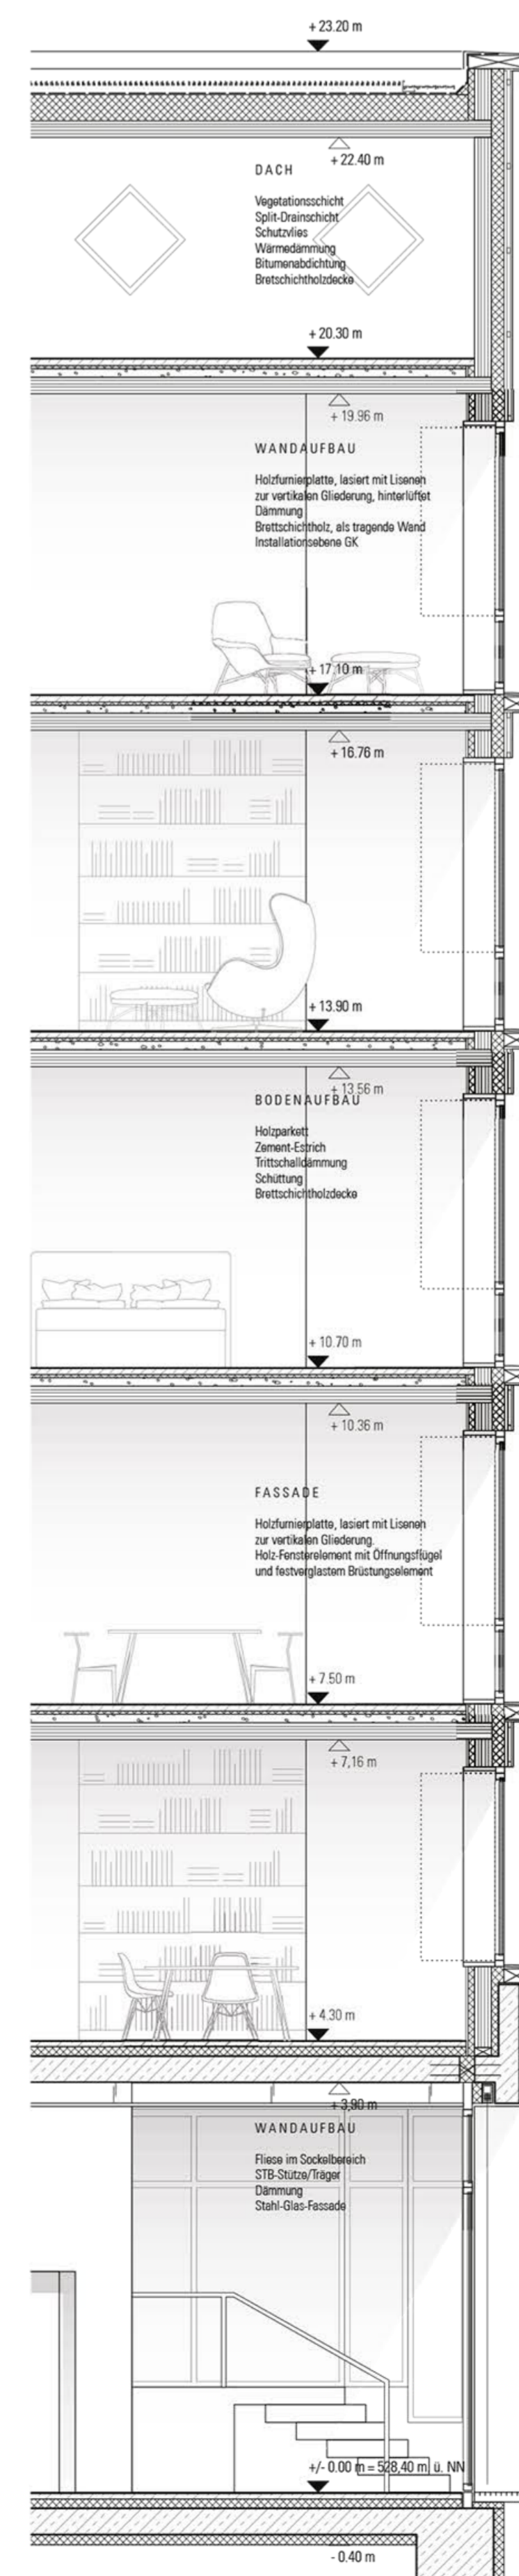 + 23.20 m
+ 22.40 m
DACH
Vegetationsschicht
Split-Drainschicht
Schutzvlies
Wärmedämmung
Bitumenabdichtung
Bretschichtholzdecke
+ 20.30 m
+ 19.96 m
WANDAUFBAU
Holzfurnierplatte, lasiert mit Lisenen
zur vertikalen Gliederung, hinterlüftet
Dämmung
Brettschichtholz, als tragende Wand
Installationsebene GK
+ 17.10 m
+ 16.76 m
+ 13.90 m
+ 13.56 m
BODENAUFBAU
Holzparkett
Zement-Estrich
Trittschalldämmung
Schüttung
Brettschichtholzdecke
+ 10.70 m
+ 10.36 m
FASSADE
Holzfurnierplatte, lasiert mit Lisenen
zur vertikalen Gliederung.
Holz-Fensterelement mit Öffnungsflügel
und festverglastem Brüstungselement
+ 7.50 m
+ 7,16 m
+ 4.30 m
+ 3,90 m
WANDAUFBAU
Fliese im Sockelbereich
STB-Stütze/Träger
Dämmung
Stahl-Glas-Fassade
+/- 0.00 m = 528,40 m ü. NN
- 0.40 m